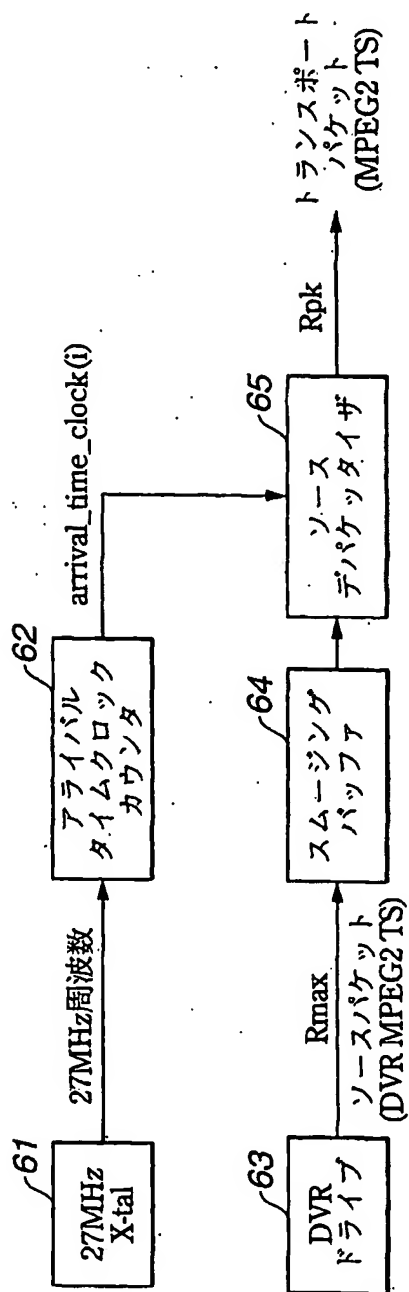 61
27MHz
X-tal
27MHz周波数
62
アライバル
タイムクロック
カウンタ
arrival_time_clock(i)
63
DVR
ドライブ
Rmax
ソースパケット
(DVR MPEG2 TS)
64
スムージング
バッファ
65
ソース
デパケッタイザ
Rpk
トランスポート
パケット
(MPEG2 TS)